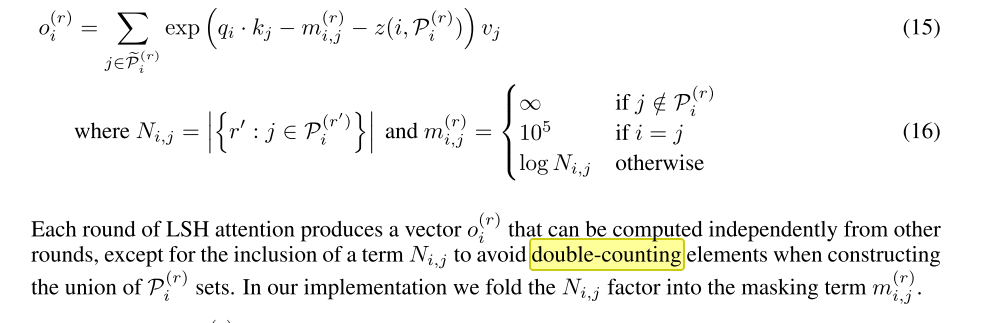 o_i^{(r)} = \sum_{j \in \widetilde{\mathcal{P}}_i^{(r)}} \exp\left(q_i \cdot k_j - m_{i,j}^{(r)} - z(i, \mathcal{P}_i^{(r)})\right) v_j (15)
where N_{i,j} = \left|\left\{r' : j \in \mathcal{P}_i^{(r')}\right\}\right| and m_{i,j}^{(r)} = \begin{cases} \infty & \text{if } j \notin \mathcal{P}_i^{(r)} \\ 10^5 & \text{if } i = j \\ \log N_{i,j} & \text{otherwise} \end{cases} (16)
Each round of LSH attention produces a vector o_i^{(r)} that can be computed independently from other
rounds, except for the inclusion of a term N_{i,j} to avoid double-counting elements when constructing
the union of \mathcal{P}_i^{(r)} sets. In our implementation we fold the N_{i,j} factor into the masking term m_{i,j}^{(r)}.